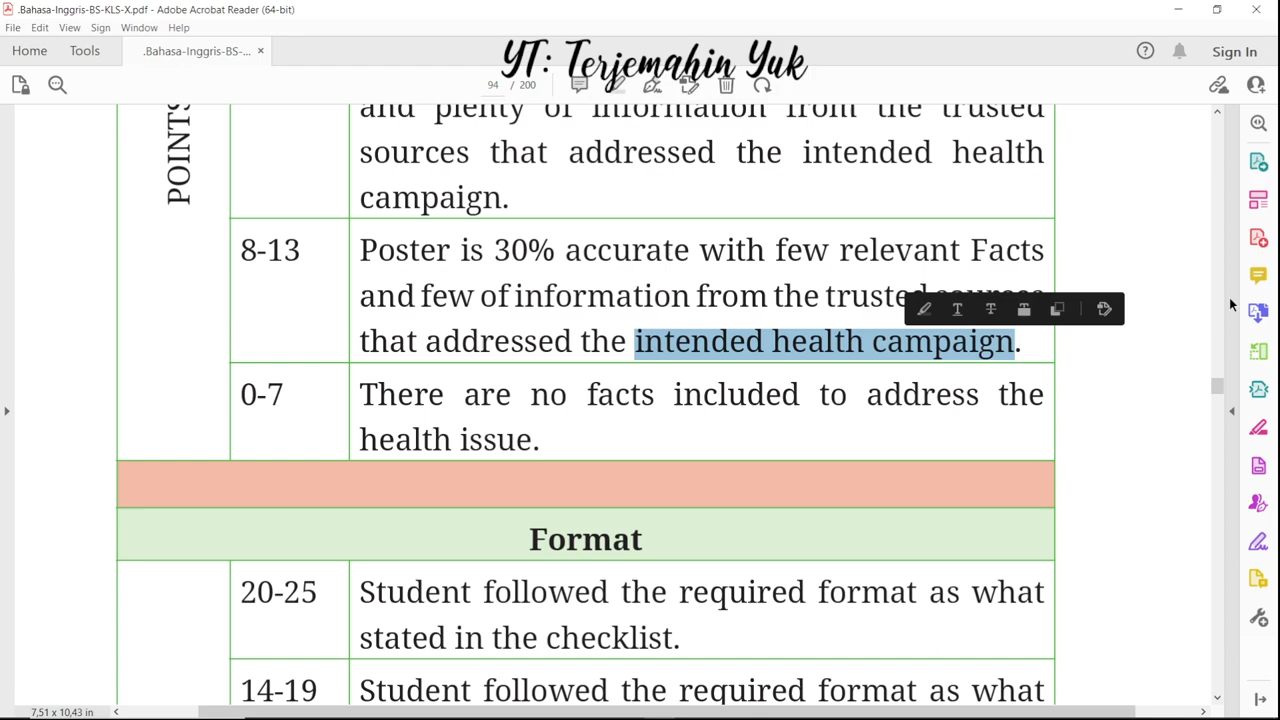 .Bahasa-Inggris-BS-KLS-X.pdf - Adobe Acrobat Reader (64-bit)
File Edit View Sign Window Help
Home Tools .Bahasa-Inggris-BS-... × Sign In
YT: Terjemahin Yuk
94 / 200
POINTS
and plenty of information from the trusted
sources that addressed the intended health
campaign.
8-13 Poster is 30% accurate with few relevant Facts
and few of information from the trusted sources
that addressed the intended health campaign.
0-7 There are no facts included to address the
health issue.
Format
20-25 Student followed the required format as what
stated in the checklist.
14-19 Student followed the required format as what
7,51 x 10,43 in